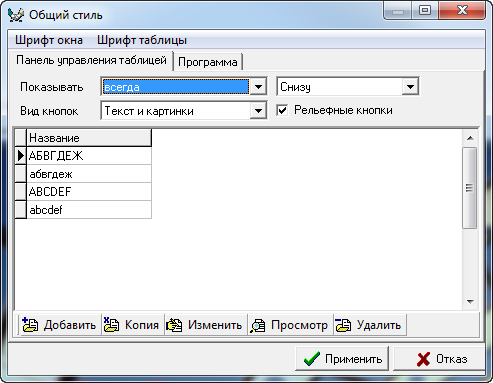 Общий стиль
Шрифт окна Шрифт таблицы
Панель управления таблицей Программа
Показывать всегда Снизу
Вид кнопок Текст и картинки Рельефные кнопки
Название
АБВГДЕЖ
абвгдеж
ABCDEF
abcdef
Добавить Копия Изменить Просмотр Удалить
Применить Отказ